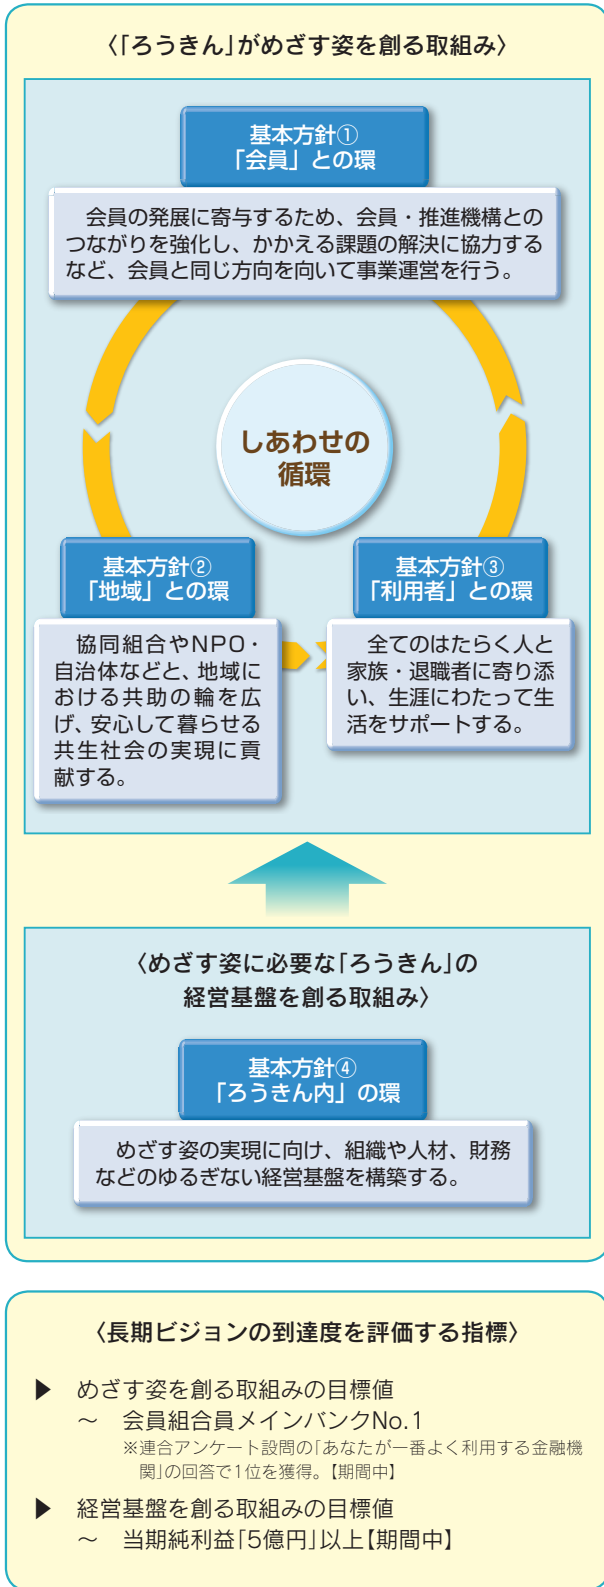 〈「ろうきん」がめざす姿を創る取組み〉
基本方針①
「会員」との環
会員の発展に寄与するため、会員・推進機構との
つながりを強化し、かかえる課題の解決に協力する
など、会員と同じ方向を向いて事業運営を行う。
しあわせの
循環
基本方針②
「地域」との環
協同組合やNPO・
自治体などと、地域に
おける共助の輪を広
げ、安心して暮らせる
共生社会の実現に貢
献する。
基本方針③
「利用者」との環
全てのはたらく人と
家族・退職者に寄り添
い、生涯にわたって生
活をサポートする。
〈めざす姿に必要な「ろうきん」の
経営基盤を創る取組み〉
基本方針④
「ろうきん内」の環
めざす姿の実現に向け、組織や人材、財務
などのゆるぎない経営基盤を構築する。
〈長期ビジョンの到達度を評価する指標〉
▶ めざす姿を創る取組みの目標値
～ 会員組合員メインバンクNo.1
※連合アンケート設問の「あなたが一番よく利用する金融機
関」の回答で1位を獲得。【期間中】
▶ 経営基盤を創る取組みの目標値
～ 当期純利益「5億円」以上【期間中】